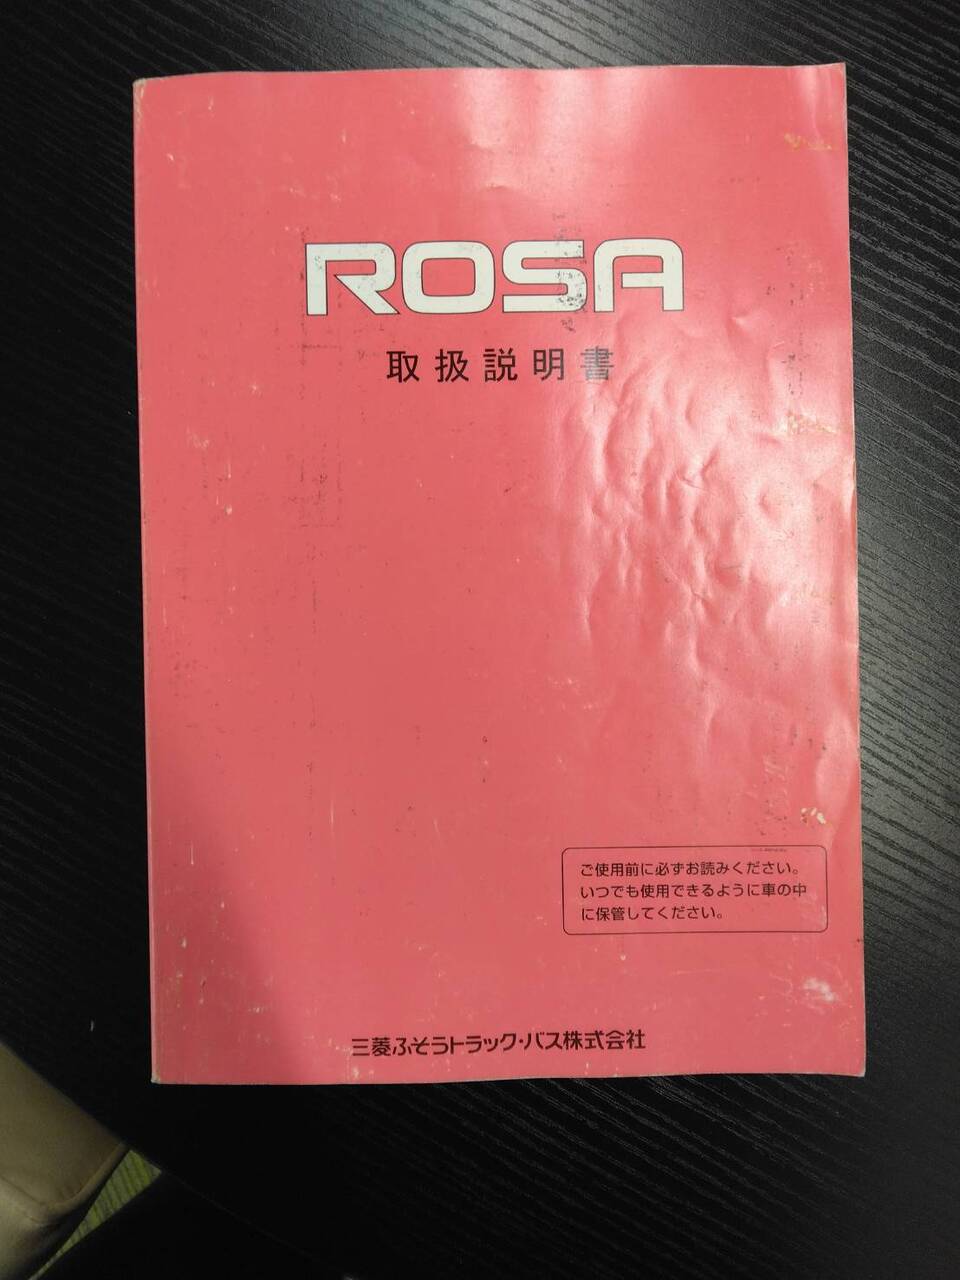 ROSA
取扱説明書
ご使用前に必ずお読みください。
いつでも使用できるように車の中
に保管してください。
三菱ふそうトラック・バス株式会社